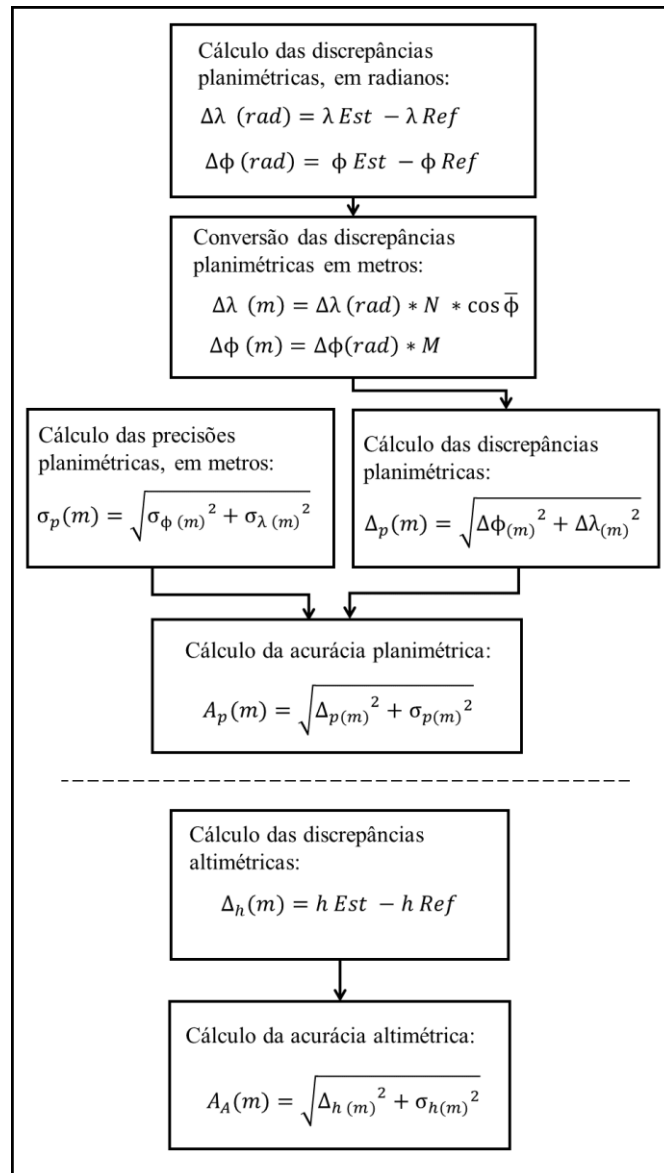 Cálculo das discrepâncias
planimétricas, em radianos:
Δλ (rad) = λ Est − λ Ref
Δϕ (rad) = ϕ Est − ϕ Ref
Conversão das discrepâncias
planimétricas em metros:
Δλ (m) = Δλ (rad) * N * cos ϕ̅
Δϕ (m) = Δϕ(rad) * M
Cálculo das precisões
planimétricas, em metros:
σₚ(m) = √(σ_ϕ (m)² + σ_λ (m)²)
Cálculo das discrepâncias
planimétricas:
Δₚ(m) = √(Δϕ₍ₘ₎² + Δλ₍ₘ₎²)
Cálculo da acurácia planimétrica:
Aₚ(m) = √(Δₚ₍ₘ₎² + σₚ₍ₘ₎²)
Cálculo das discrepâncias
altimétricas:
Δₕ(m) = h Est − h Ref
Cálculo da acurácia altimétrica:
A_A(m) = √(Δₕ ₍ₘ₎² + σₕ₍ₘ₎²)